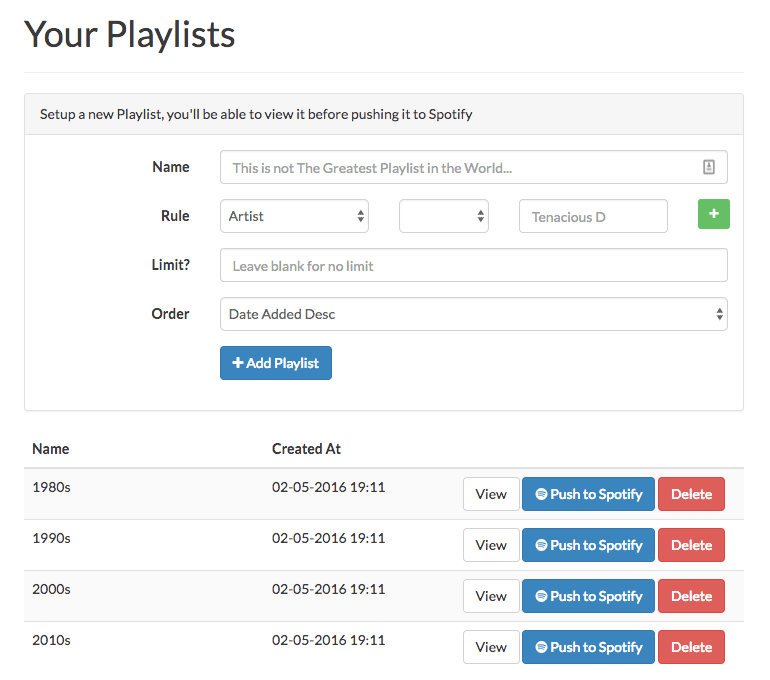 Your Playlists
Setup a new Playlist, you'll be able to view it before pushing it to Spotify
Name This is not The Greatest Playlist in the World...
Rule Artist Tenacious D +
Limit? Leave blank for no limit
Order Date Added Desc
+ Add Playlist
Name Created At
1980s 02-05-2016 19:11 View Push to Spotify Delete
1990s 02-05-2016 19:11 View Push to Spotify Delete
2000s 02-05-2016 19:11 View Push to Spotify Delete
2010s 02-05-2016 19:11 View Push to Spotify Delete